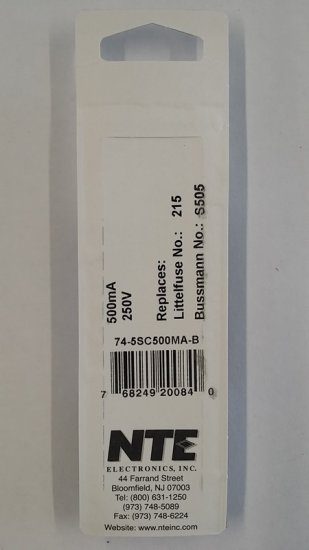 500mA
250V
Replaces:
Littelfuse No.: 215
Bussmann No.: S505
74-5SC500MA-B
7 68249 20084 0
NTE
ELECTRONICS, INC.
44 Farrand Street
Bloomfield, NJ 07003
Tel: (800) 631-1250
(973) 748-5089
Fax: (973) 748-6224
Website: www.nteinc.com